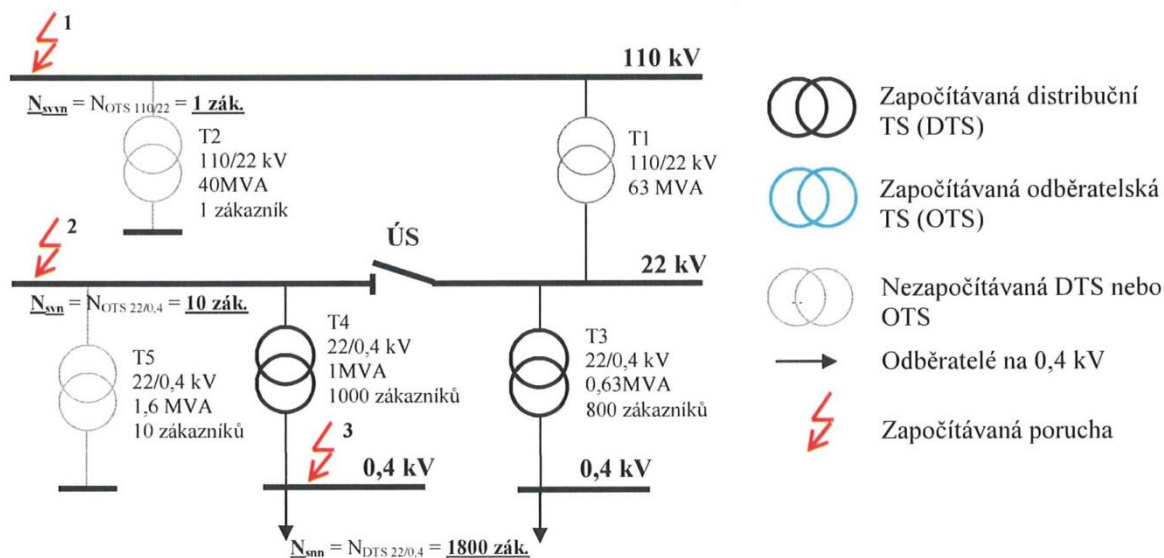 1
110 kV
N_svvn = N_OTS 110/22 = 1 zák.
T2
110/22 kV
40MVA
1 zákazník
T1
110/22 kV
63 MVA
2
ÚS
22 kV
N_svn = N_OTS 22/0,4 = 10 zák.
T5
22/0,4 kV
1,6 MVA
10 zákazníků
T4
22/0,4 kV
1MVA
1000 zákazníků
T3
22/0,4 kV
0,63MVA
800 zákazníků
3
0,4 kV
0,4 kV
N_snn = N_DTS 22/0,4 = 1800 zák.
Započítávaná distribuční
TS (DTS)
Započítávaná odběratelská
TS (OTS)
Nezapočítávaná DTS nebo
OTS
Odběratelé na 0,4 kV
Započítávaná porucha